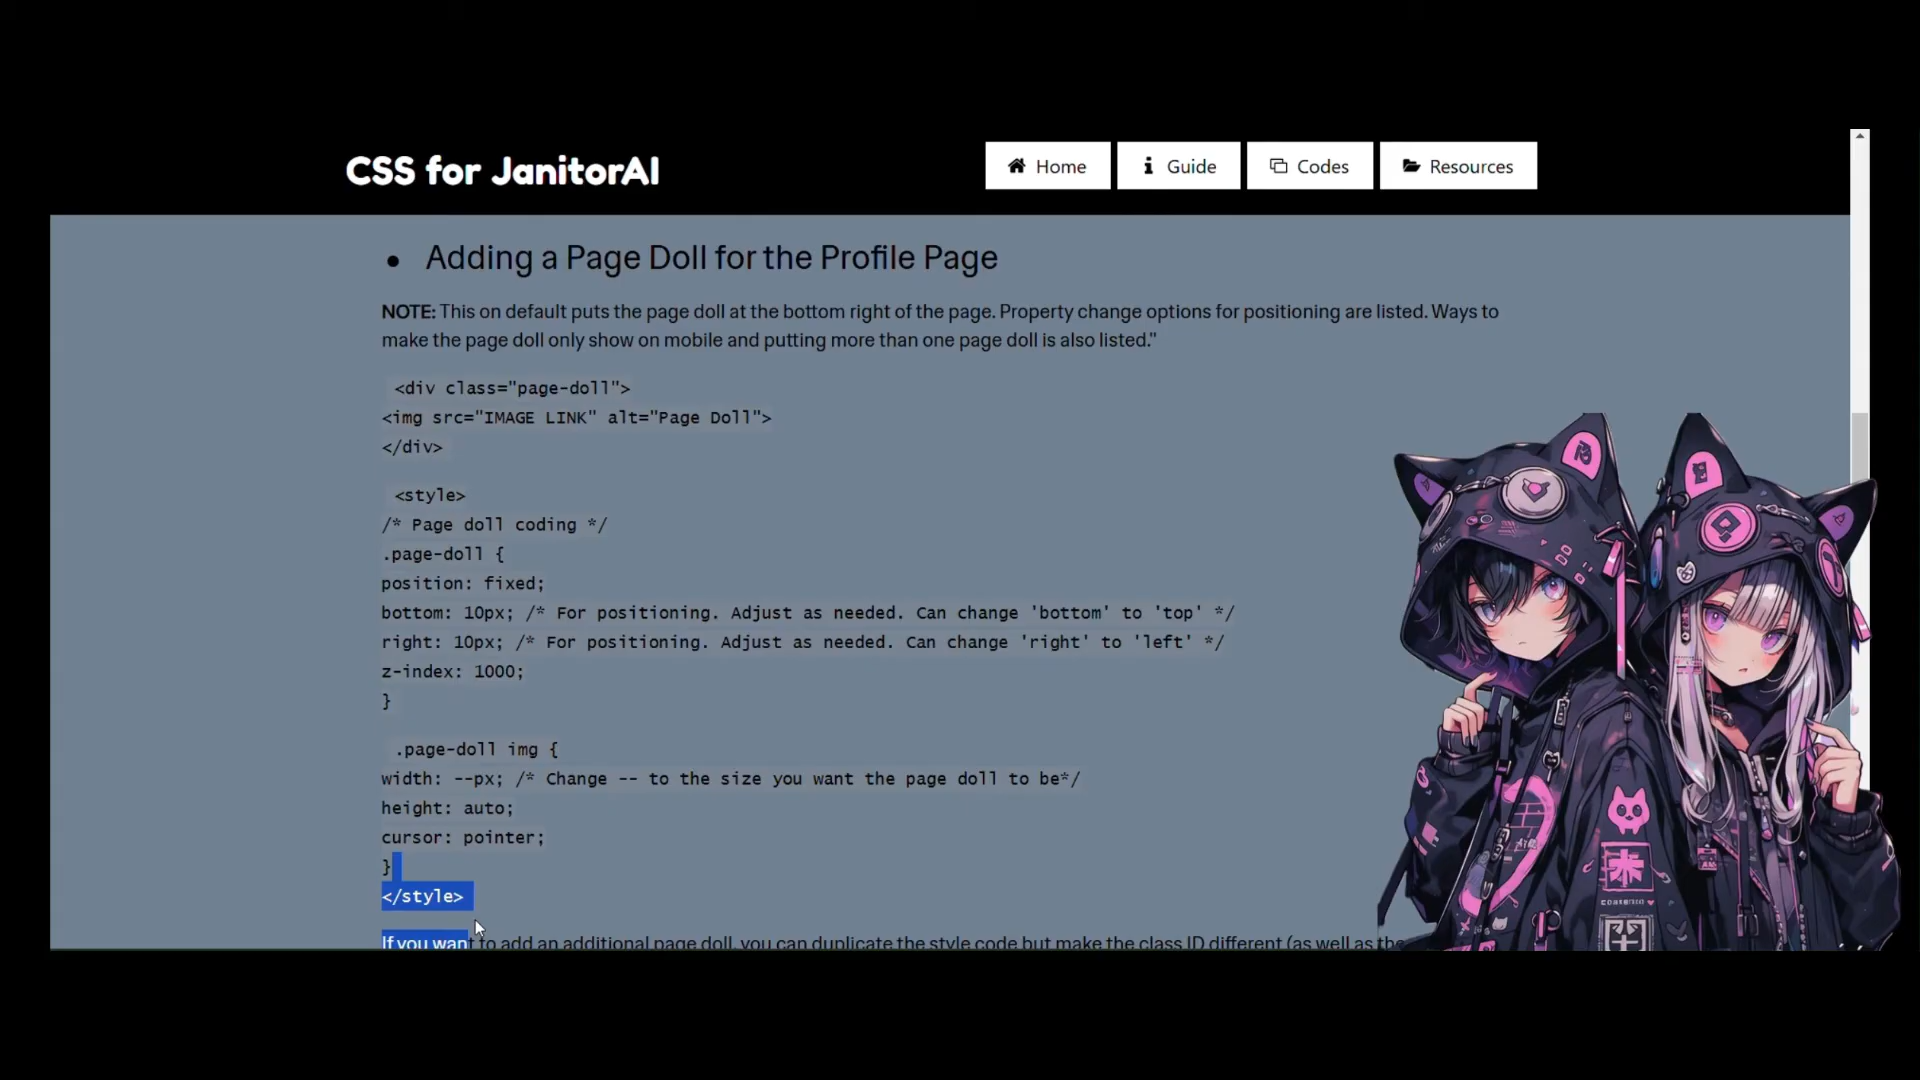 CSS for JanitorAI
Home
Guide
Codes
Resources
• Adding a Page Doll for the Profile Page
NOTE: This on default puts the page doll at the bottom right of the page. Property change options for positioning are listed. Ways to
make the page doll only show on mobile and putting more than one page doll is also listed."
<div class="page-doll">
<img src="IMAGE LINK" alt="Page Doll">
</div>
<style>
/* Page doll coding */
.page-doll {
position: fixed;
bottom: 10px; /* For positioning. Adjust as needed. Can change 'bottom' to 'top' */
right: 10px; /* For positioning. Adjust as needed. Can change 'right' to 'left' */
z-index: 1000;
}
.page-doll img {
width: --px; /* Change -- to the size you want the page doll to be*/
height: auto;
cursor: pointer;
}
</style>
If you want to add an additional page doll, you can duplicate the style code but make the class ID different (as well as the